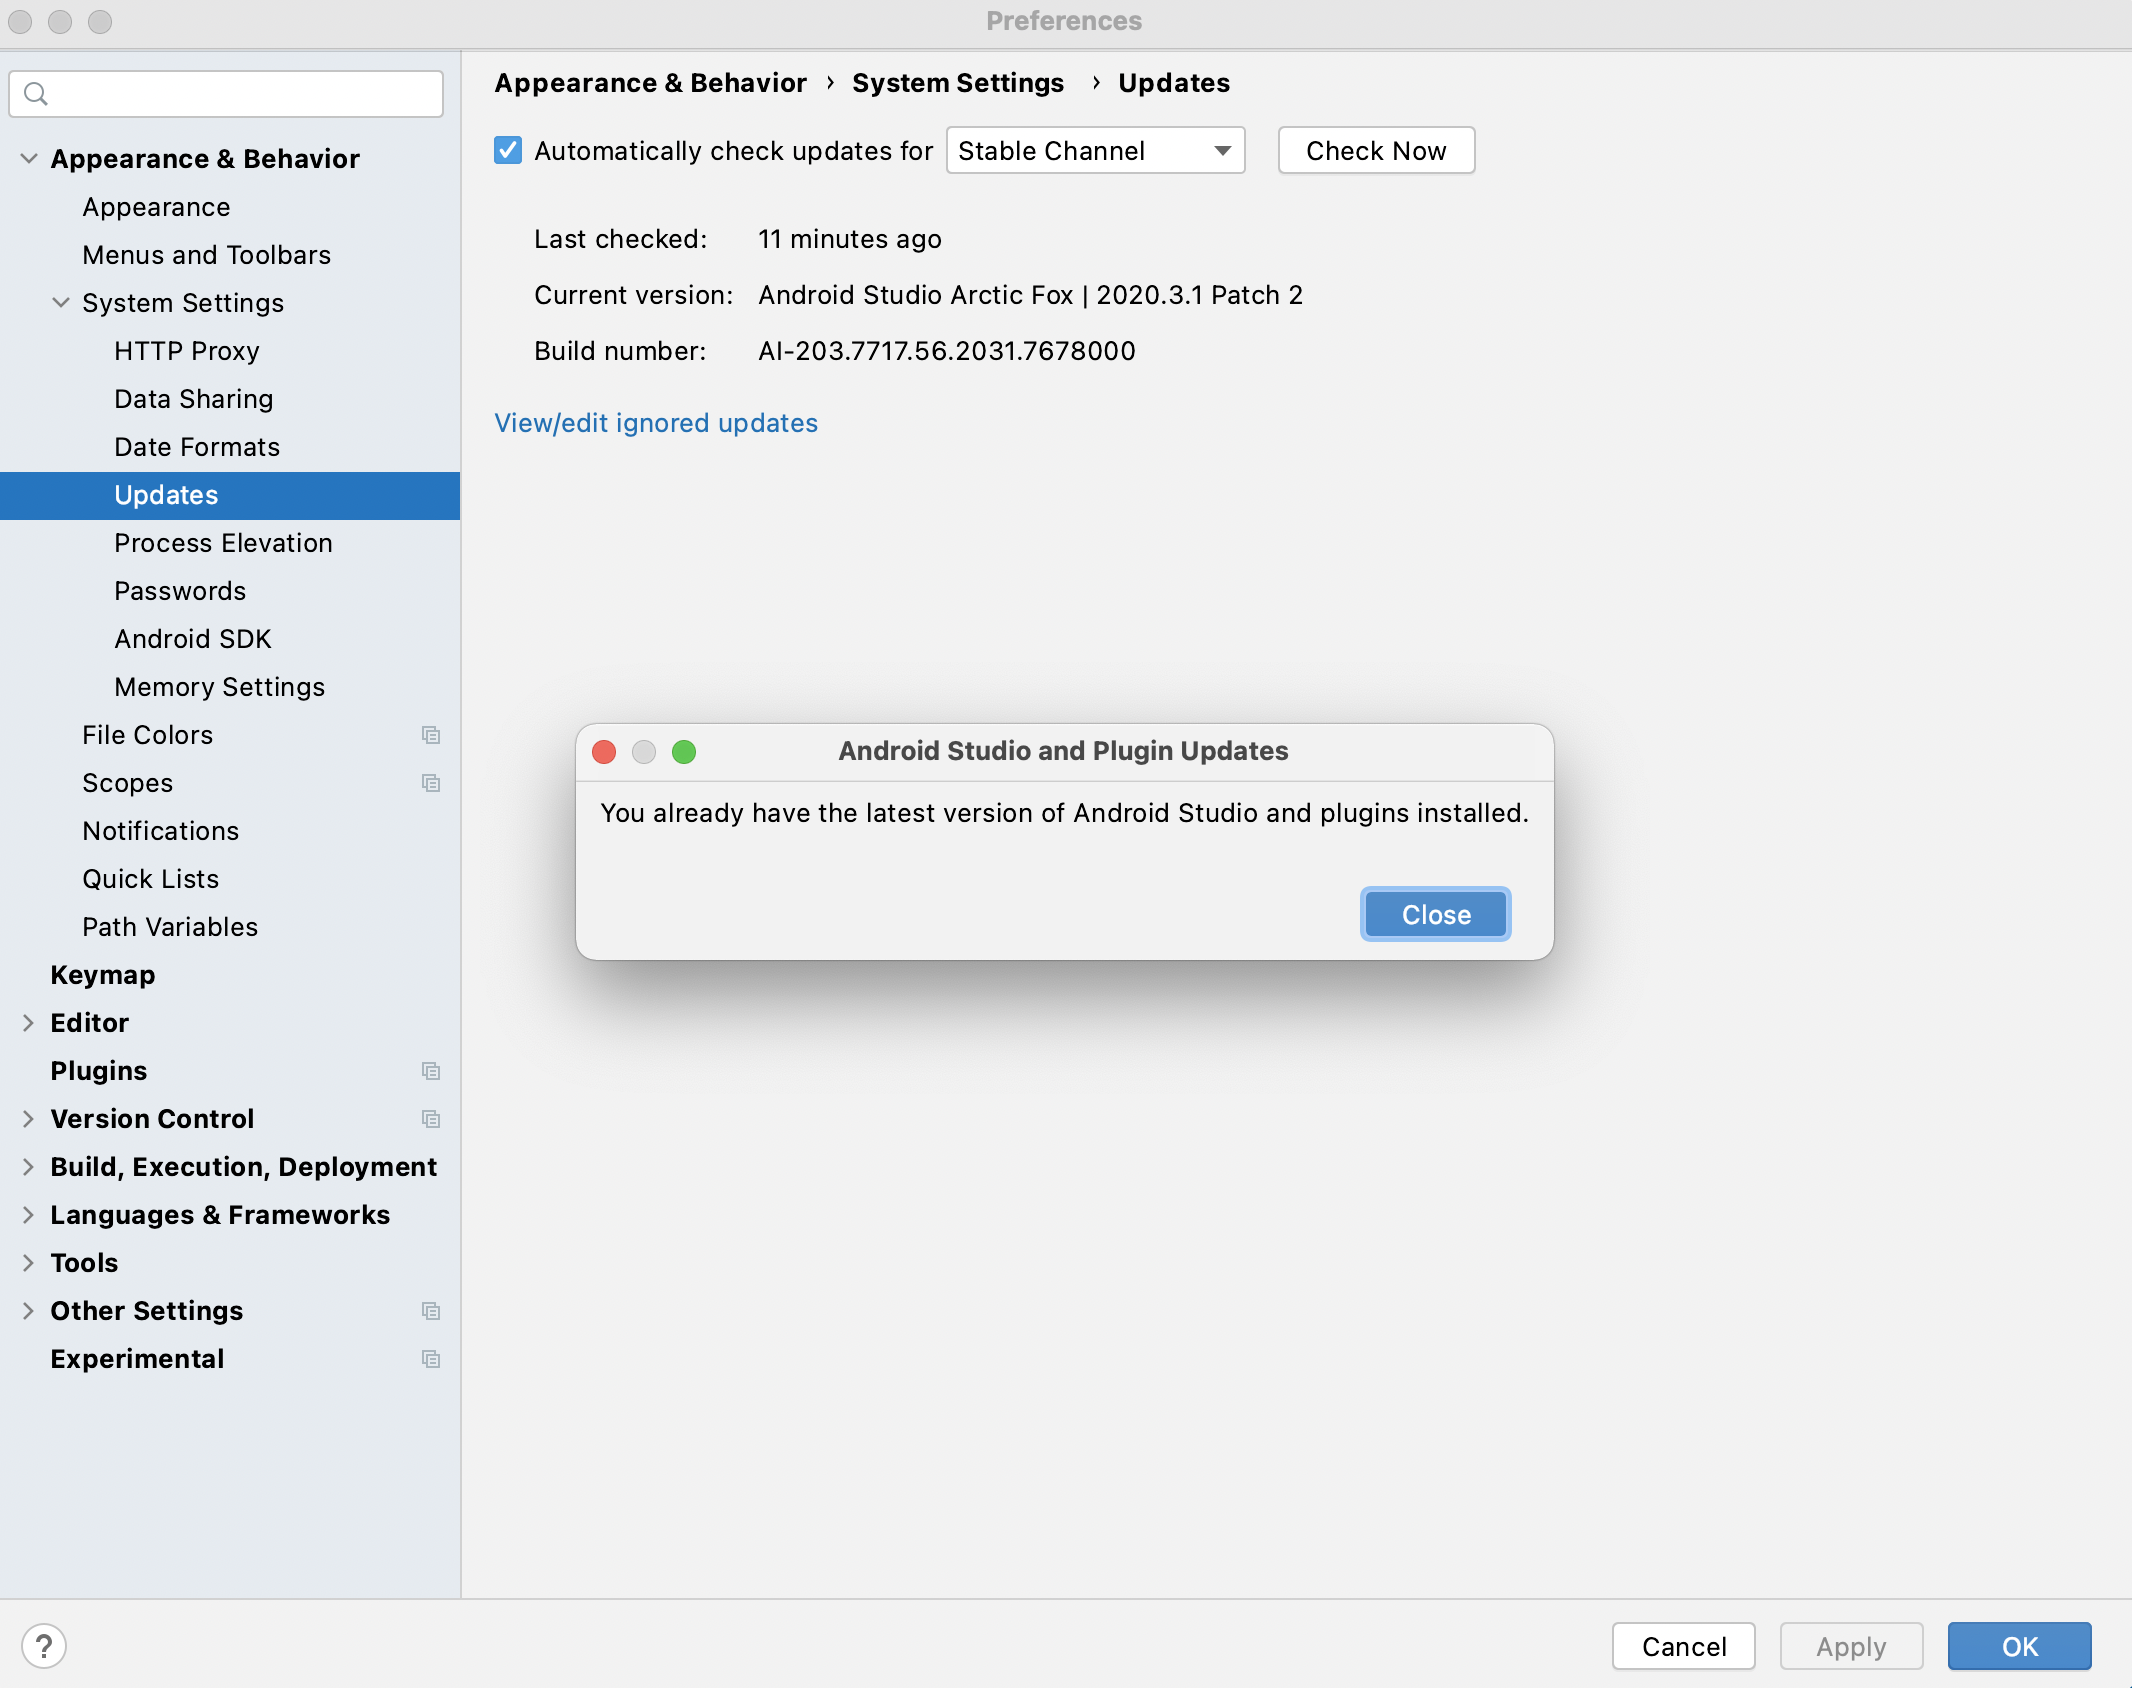 Preferences
Appearance & Behavior
Appearance
Menus and Toolbars
System Settings
HTTP Proxy
Data Sharing
Date Formats
Updates
Process Elevation
Passwords
Android SDK
Memory Settings
File Colors
Scopes
Notifications
Quick Lists
Path Variables
Keymap
Editor
Plugins
Version Control
Build, Execution, Deployment
Languages & Frameworks
Tools
Other Settings
Experimental
Appearance & Behavior › System Settings › Updates
Automatically check updates for Stable Channel Check Now
Last checked: 11 minutes ago
Current version: Android Studio Arctic Fox | 2020.3.1 Patch 2
Build number: AI-203.7717.56.2031.7678000
View/edit ignored updates
Android Studio and Plugin Updates
You already have the latest version of Android Studio and plugins installed.
Close
? Cancel Apply OK